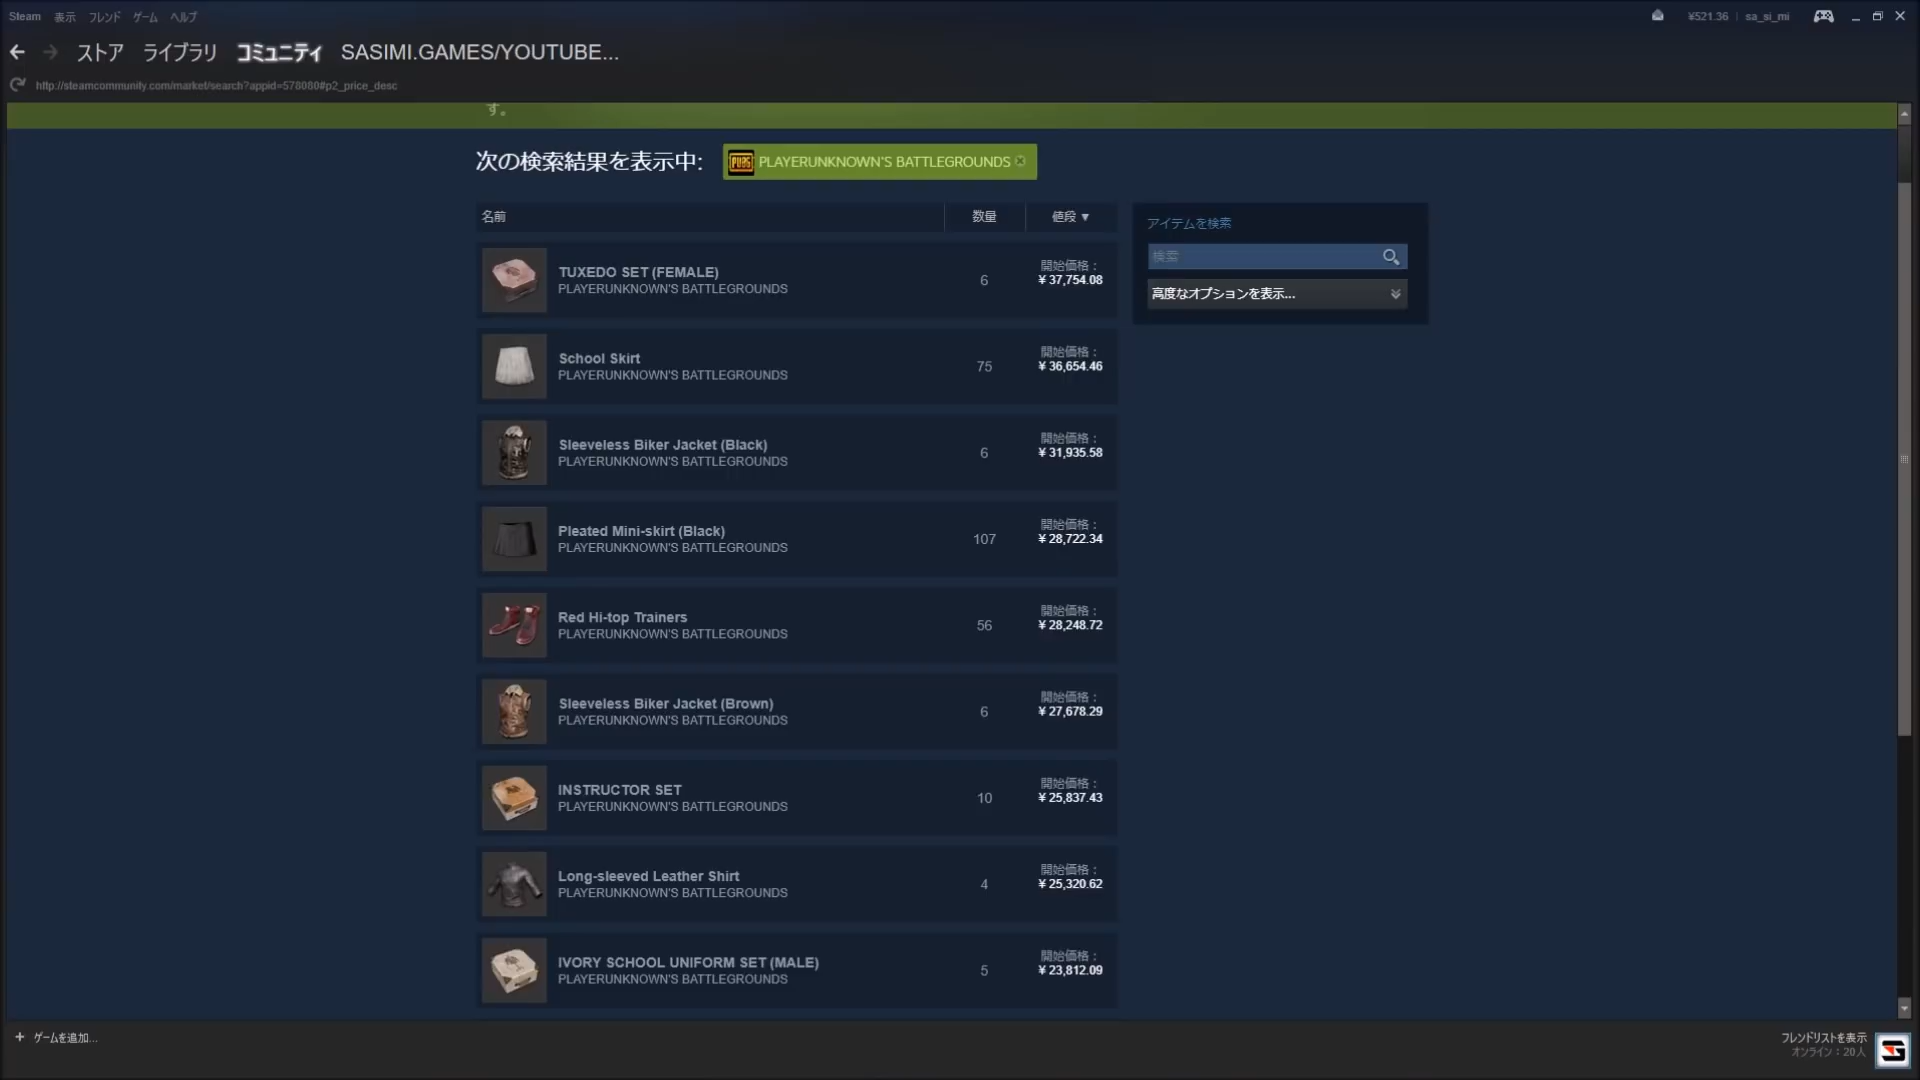 Steam 表示 フレンド ゲーム ヘルプ
¥521.36 sa_si_mi
ストア ライブラリ コミュニティ SASIMI.GAMES/YOUTUBE...
http://steamcommunity.com/market/search?appid=578080#p2_price_desc
す。
次の検索結果を表示中: PUBG PLAYERUNKNOWN'S BATTLEGROUNDS
名前 数量 値段 ▼
TUXEDO SET (FEMALE)
PLAYERUNKNOWN'S BATTLEGROUNDS
6
開始価格：
¥ 37,754.08
School Skirt
PLAYERUNKNOWN'S BATTLEGROUNDS
75
開始価格：
¥ 36,654.46
Sleeveless Biker Jacket (Black)
PLAYERUNKNOWN'S BATTLEGROUNDS
6
開始価格：
¥ 31,935.58
Pleated Mini-skirt (Black)
PLAYERUNKNOWN'S BATTLEGROUNDS
107
開始価格：
¥ 28,722.34
Red Hi-top Trainers
PLAYERUNKNOWN'S BATTLEGROUNDS
56
開始価格：
¥ 28,248.72
Sleeveless Biker Jacket (Brown)
PLAYERUNKNOWN'S BATTLEGROUNDS
6
開始価格：
¥ 27,678.29
INSTRUCTOR SET
PLAYERUNKNOWN'S BATTLEGROUNDS
10
開始価格：
¥ 25,837.43
Long-sleeved Leather Shirt
PLAYERUNKNOWN'S BATTLEGROUNDS
4
開始価格：
¥ 25,320.62
IVORY SCHOOL UNIFORM SET (MALE)
PLAYERUNKNOWN'S BATTLEGROUNDS
5
開始価格：
¥ 23,812.09
アイテムを検索
検索
高度なオプションを表示...
+ ゲームを追加...
フレンドリストを表示
オンライン：20人